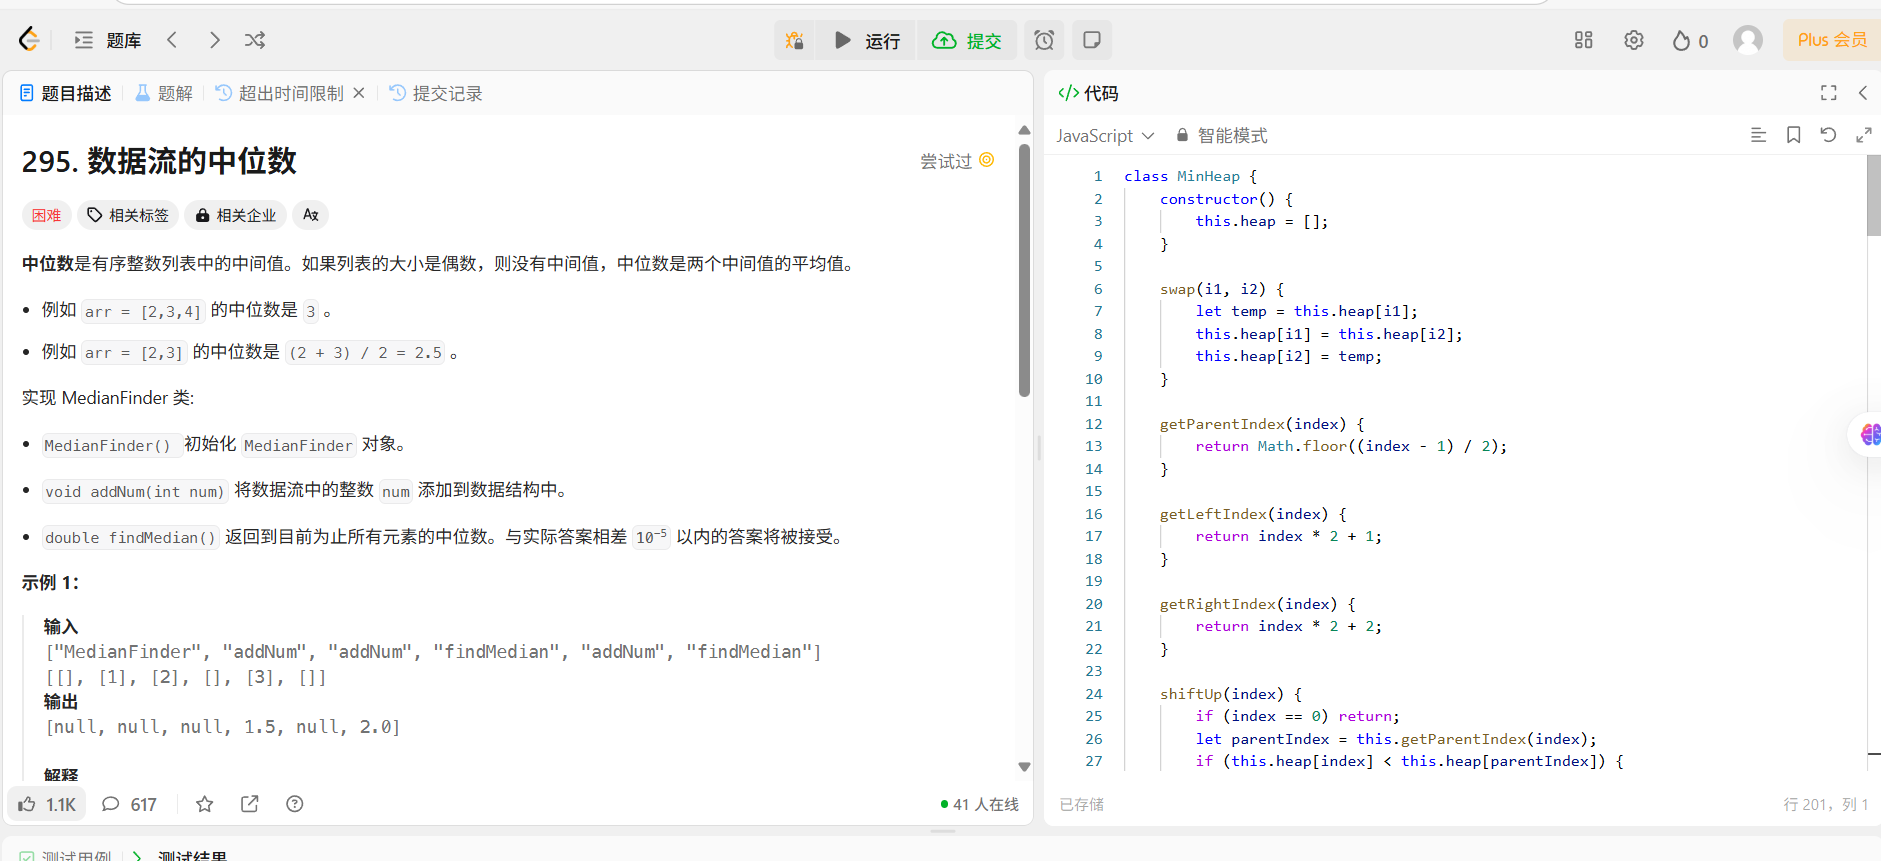 题库
运行
提交
0
Plus 会员
题目描述
题解
超出时间限制
提交记录
295. 数据流的中位数
尝试过
困难
相关标签
相关企业
中位数是有序整数列表中的中间值。如果列表的大小是偶数，则没有中间值，中位数是两个中间值的平均值。
例如 arr = [2,3,4] 的中位数是 3 。
例如 arr = [2,3] 的中位数是 (2 + 3) / 2 = 2.5 。
实现 MedianFinder 类:
MedianFinder() 初始化 MedianFinder 对象。
void addNum(int num) 将数据流中的整数 num 添加到数据结构中。
double findMedian() 返回到目前为止所有元素的中位数。与实际答案相差 10⁻⁵ 以内的答案将被接受。
示例 1：
输入
["MedianFinder", "addNum", "addNum", "findMedian", "addNum", "findMedian"]
[[], [1], [2], [], [3], []]
输出
[null, null, null, 1.5, null, 2.0]
解释
1.1K
617
41 人在线
测试用例
测试结果
</> 代码
JavaScript
智能模式
1 class MinHeap {
2 constructor() {
3 this.heap = [];
4 }
5
6 swap(i1, i2) {
7 let temp = this.heap[i1];
8 this.heap[i1] = this.heap[i2];
9 this.heap[i2] = temp;
10 }
11
12 getParentIndex(index) {
13 return Math.floor((index - 1) / 2);
14 }
15
16 getLeftIndex(index) {
17 return index * 2 + 1;
18 }
19
20 getRightIndex(index) {
21 return index * 2 + 2;
22 }
23
24 shiftUp(index) {
25 if (index == 0) return;
26 let parentIndex = this.getParentIndex(index);
27 if (this.heap[index] < this.heap[parentIndex]) {
已存储
行 201，列 1